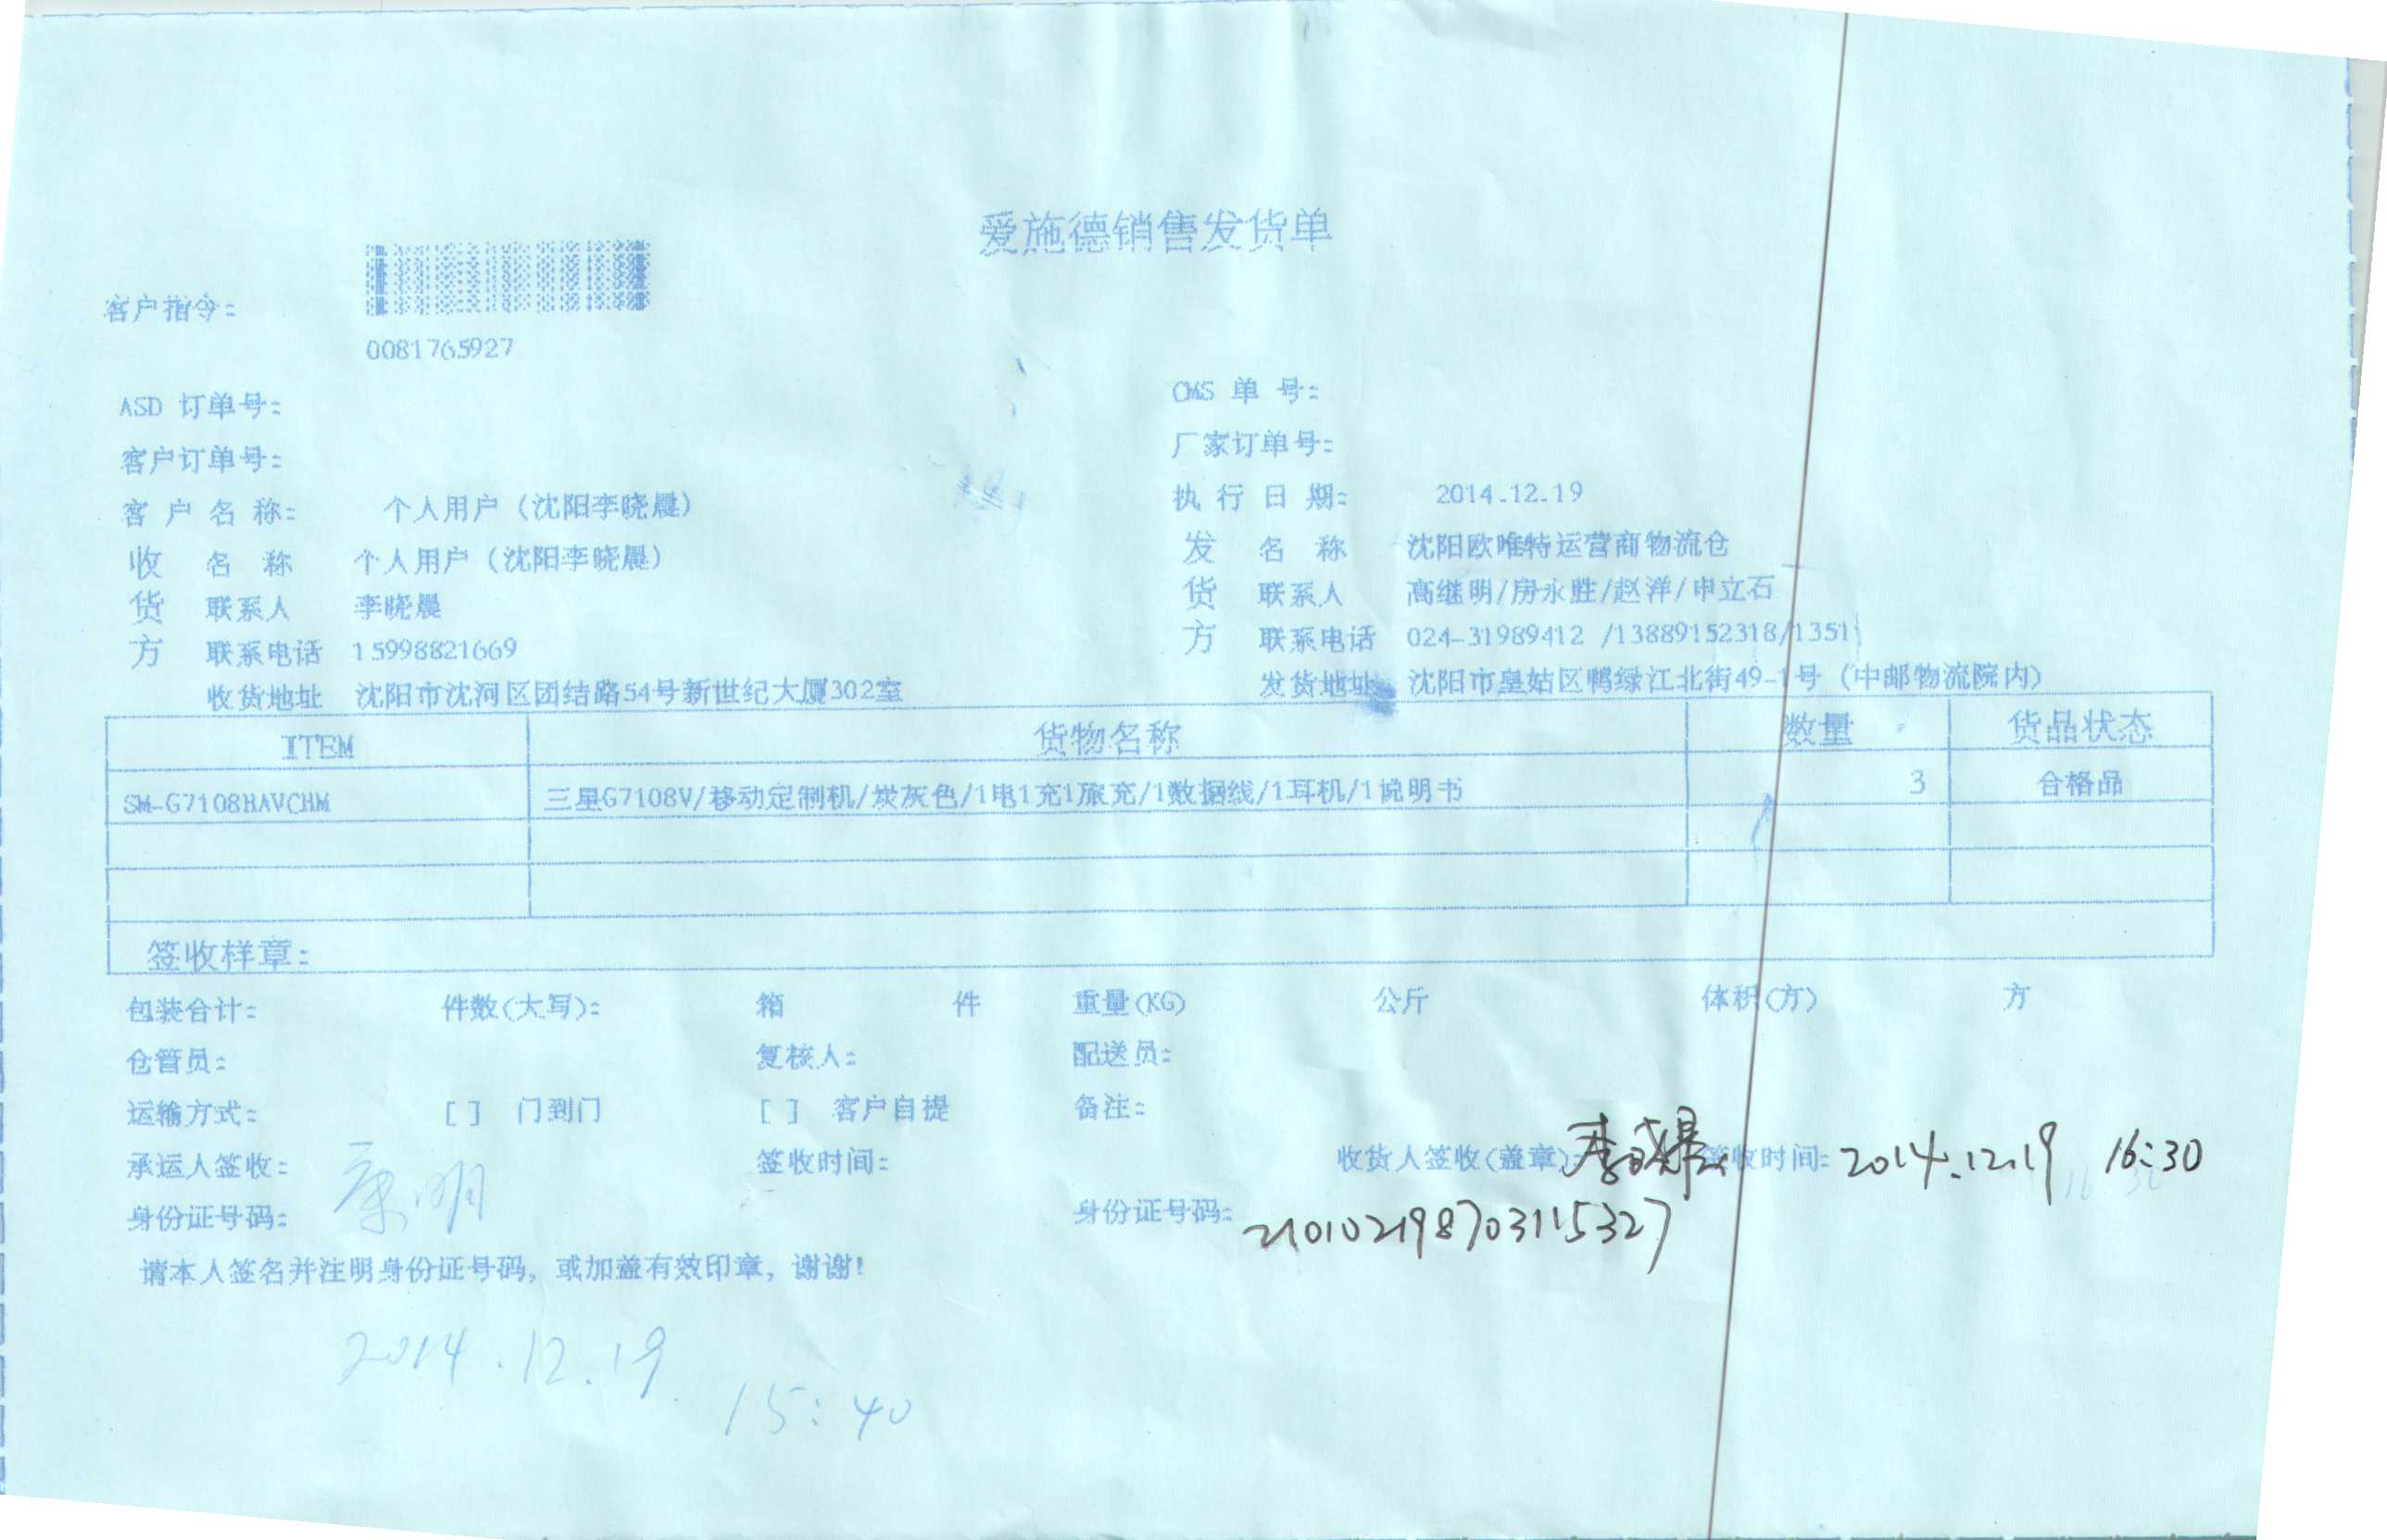 爱施德销售发货单
客户指令:
0081765927
ASD 订单号: CMS 单 号:
客户订单号: 厂家订单号:
客 户 名 称: 个人用户（沈阳李晓晨） 执 行 日 期: 2014.12.19
收 名 称 个人用户（沈阳李晓晨） 发 名 称 沈阳欧唯特运营商物流仓
货 联系人 李晓晨 货 联系人 高继明/房永胜/赵洋/申立石
方 联系电话 15998821669 方 联系电话 024-31989412 /13889152318/1351
收货地址 沈阳市沈河区团结路54号新世纪大厦302室 发货地址 沈阳市皇姑区鸭绿江北街49-1号（中邮物流院内）
ITEM 货物名称 数量 货品状态
SM-G7108HAVCHM 三星G7108V/移动定制机/炭灰色/1电1充1旅充/1数据线/1耳机/1说明书 3 合格品
签收样章:
包装合计: 件数(大写): 箱 件 重量(KG) 公斤 体积(方) 方
仓管员: 复核人: 配送员:
运输方式: [ ] 门到门 [ ] 客户自提 备注:
承运人签收: 签收时间: 收货人签收(盖章): 李晓晨 签收时间: 2014.12.19 16:30
身份证号码: 身份证号码: 210102198703115327
请本人签名并注明身份证号码, 或加盖有效印章, 谢谢!
2014.12.19. 15:40